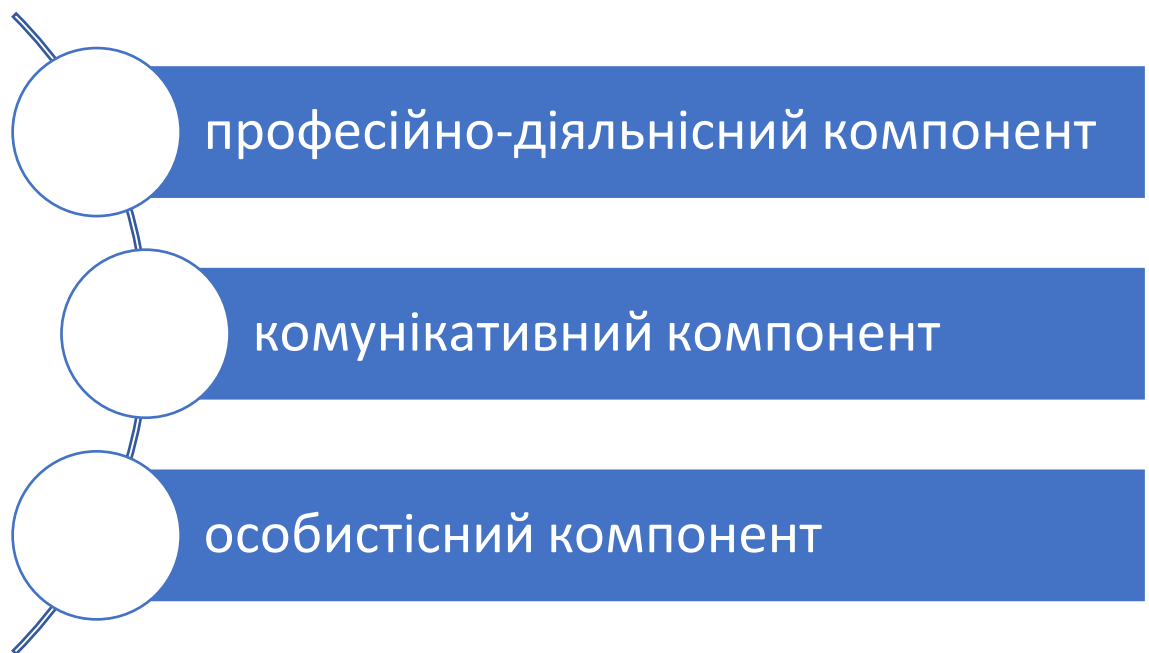 професійно-діяльнісний компонент
комунікативний компонент
особистісний компонент